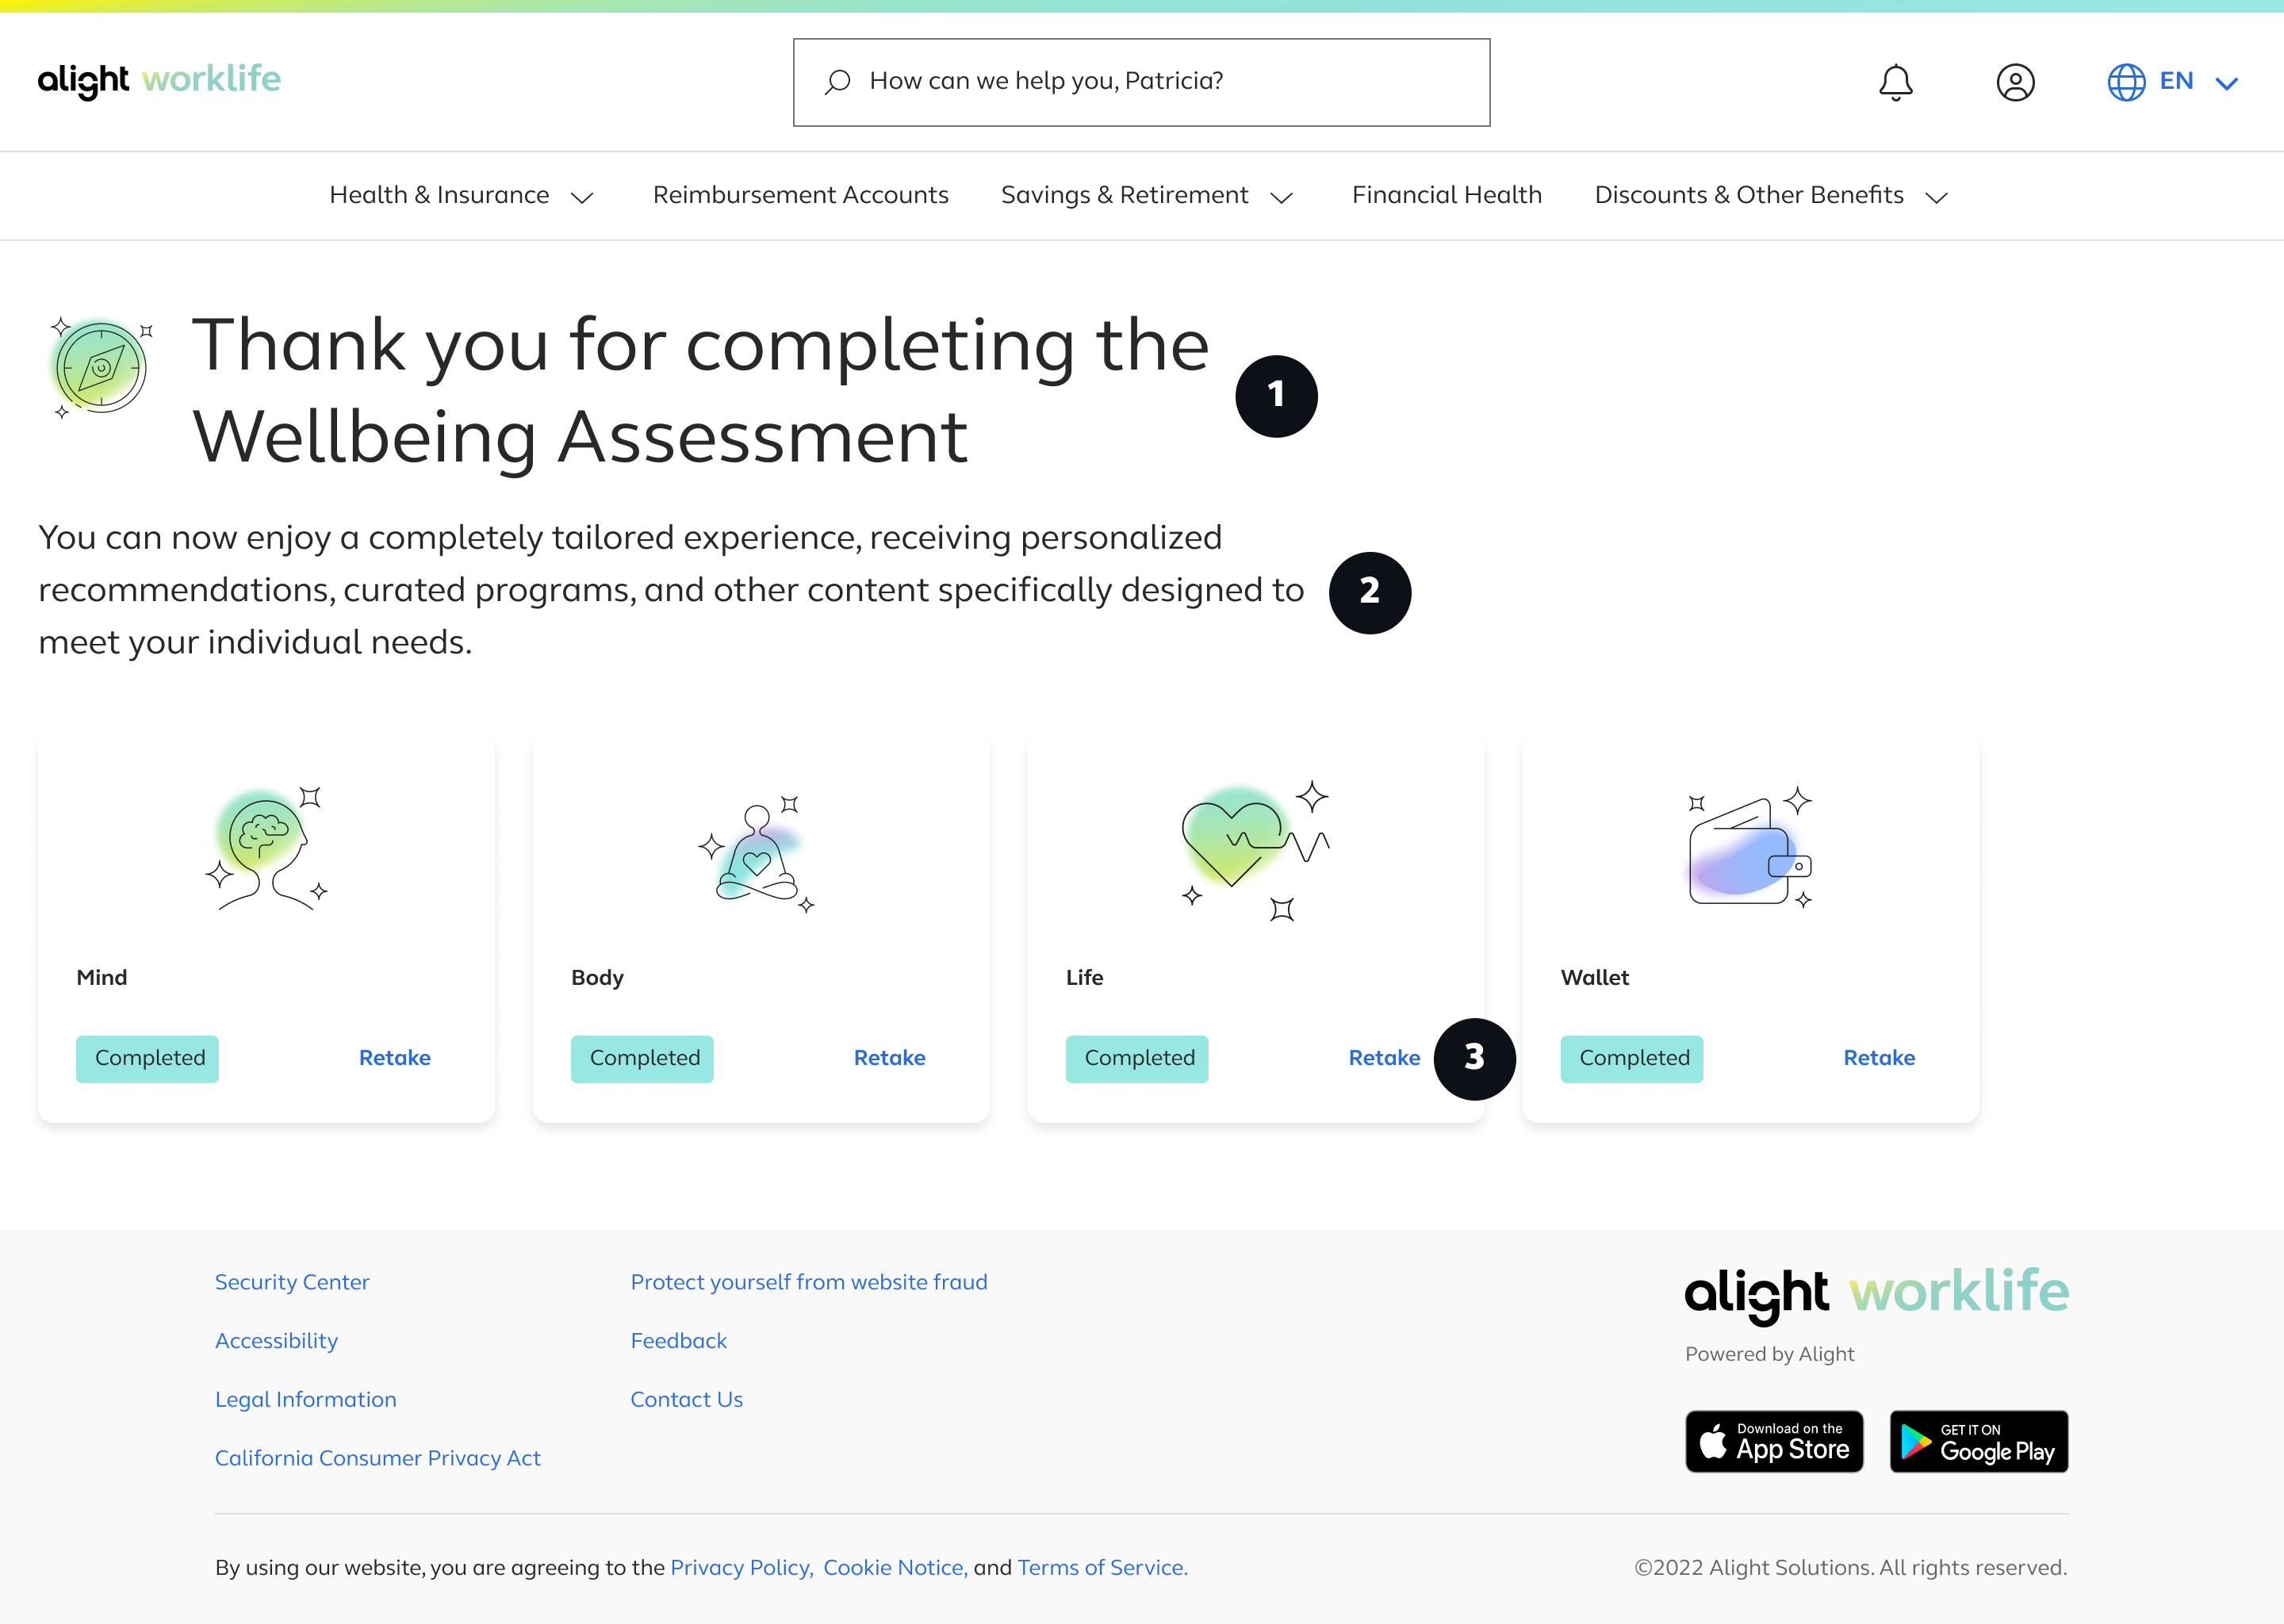 alight worklife
How can we help you, Patricia?
EN
Health & Insurance
Reimbursement Accounts
Savings & Retirement
Financial Health
Discounts & Other Benefits
Thank you for completing the
Wellbeing Assessment
1
You can now enjoy a completely tailored experience, receiving personalized
recommendations, curated programs, and other content specifically designed to
meet your individual needs.
2
Mind
Completed
Retake
Body
Completed
Retake
Life
Completed
Retake
3
Wallet
Completed
Retake
Security Center
Accessibility
Legal Information
California Consumer Privacy Act
Protect yourself from website fraud
Feedback
Contact Us
alight worklife
Powered by Alight
Download on the
App Store
GET IT ON
Google Play
By using our website, you are agreeing to the Privacy Policy, Cookie Notice, and Terms of Service.
©2022 Alight Solutions. All rights reserved.